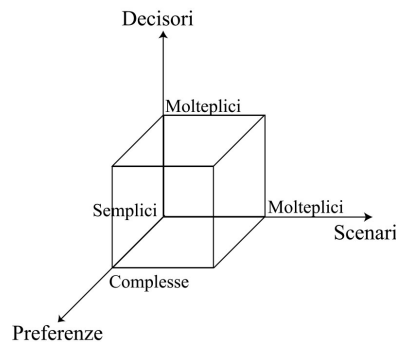 Decisori
Molteplici
Semplici
Molteplici
Scenari
Complesse
Preferenze